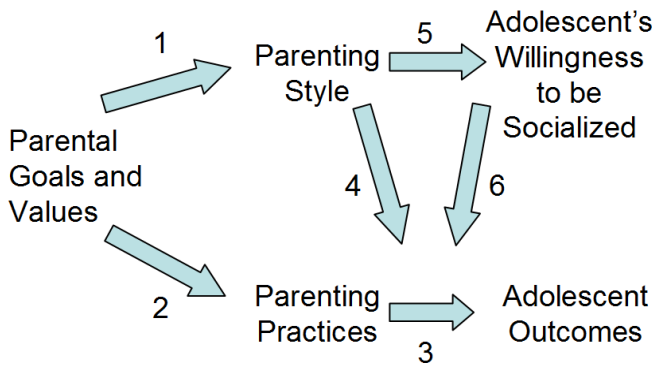 1
5
Adolescent's
Willingness
to be
Socialized
Parenting
Style
Parental
Goals and
Values
4
6
2
Parenting
Practices
3
Adolescent
Outcomes